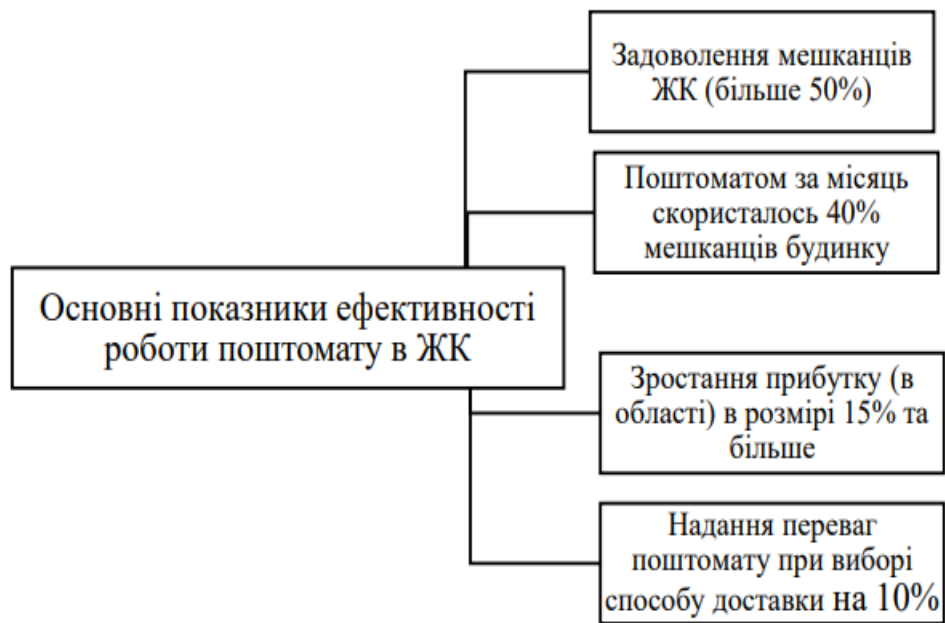 Задоволення мешканців
ЖК (більше 50%)
Поштоматом за місяць
скористалось 40%
мешканців будинку
Основні показники ефективності
роботи поштомату в ЖК
Зростання прибутку (в
області) в розмірі 15% та
більше
Надання переваг
поштомату при виборі
способу доставки на 10%